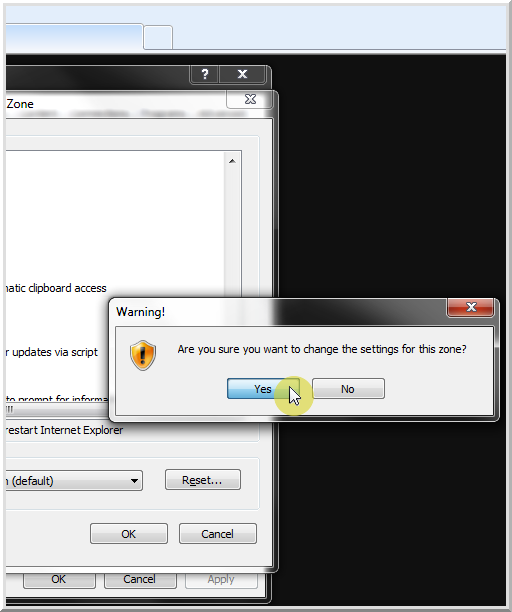 ?
Zone
natic clipboard access
Warning!
Are you sure you want to change the settings for this zone?
Yes
No
r updates via script
to prompt for informa
restart Internet Explorer
n (default)
Reset...
OK
Cancel
OK
Cancel
Apply